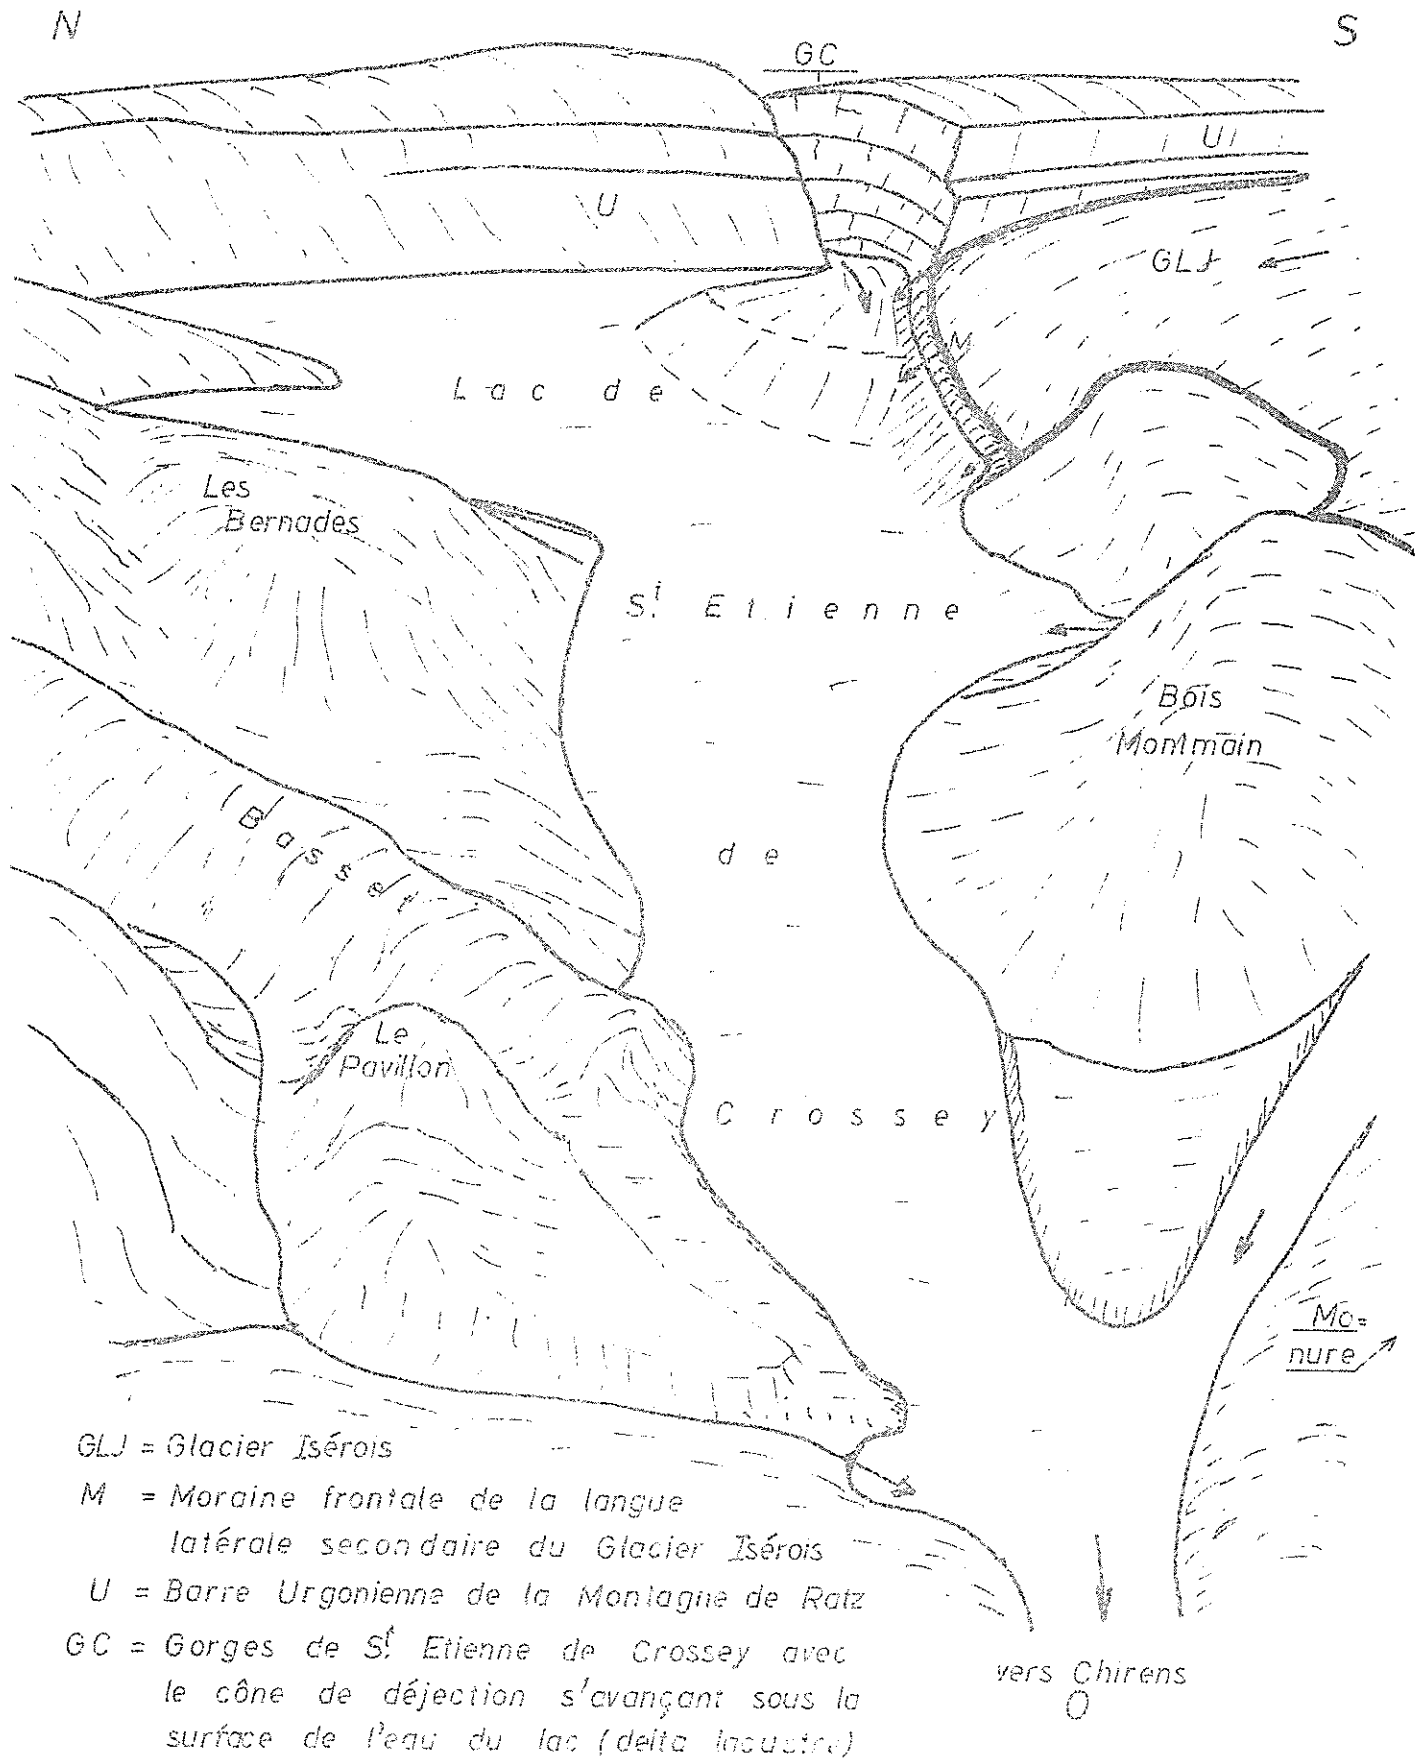 N
S
GC
U
U
GLJ
M
Lac de
Les
Bernades
St. Etienne
Bois
Montmain
(Basset
de
Le
Pavillon
Crossey
Mo=
nure
GLJ = Glacier Isérois
M = Moraine frontale de la langue
latérale secondaire du Glacier Isérois
U = Barre Urgonienne de la Montagne de Ratz
GC = Gorges de St. Etienne de Crossey avec
le cône de déjection s'avançant sous la
surface de l'eau du lac (delta lacustre)
vers Chirens
O